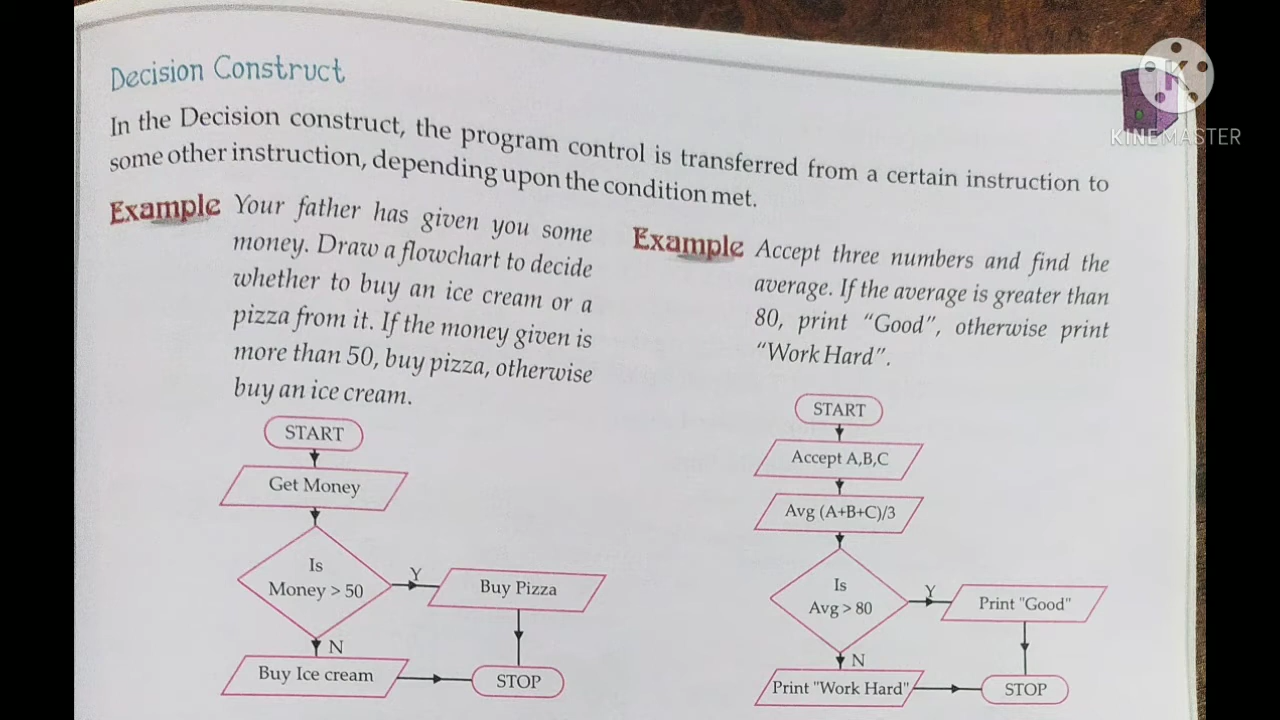 Decision Construct
In the Decision construct, the program control is transferred from a certain instruction to
some other instruction, depending upon the condition met.
Example Your father has given you some
money. Draw a flowchart to decide
whether to buy an ice cream or a
pizza from it. If the money given is
more than 50, buy pizza, otherwise
buy an ice cream.
START
Get Money
Is
Money > 50
Y
Buy Pizza
N
Buy Ice cream
STOP
Example Accept three numbers and find the
average. If the average is greater than
80, print “Good”, otherwise print
“Work Hard”.
START
Accept A,B,C
Avg (A+B+C)/3
Is
Avg > 80
Y
Print "Good"
N
Print "Work Hard"
STOP
K
KINEMASTER